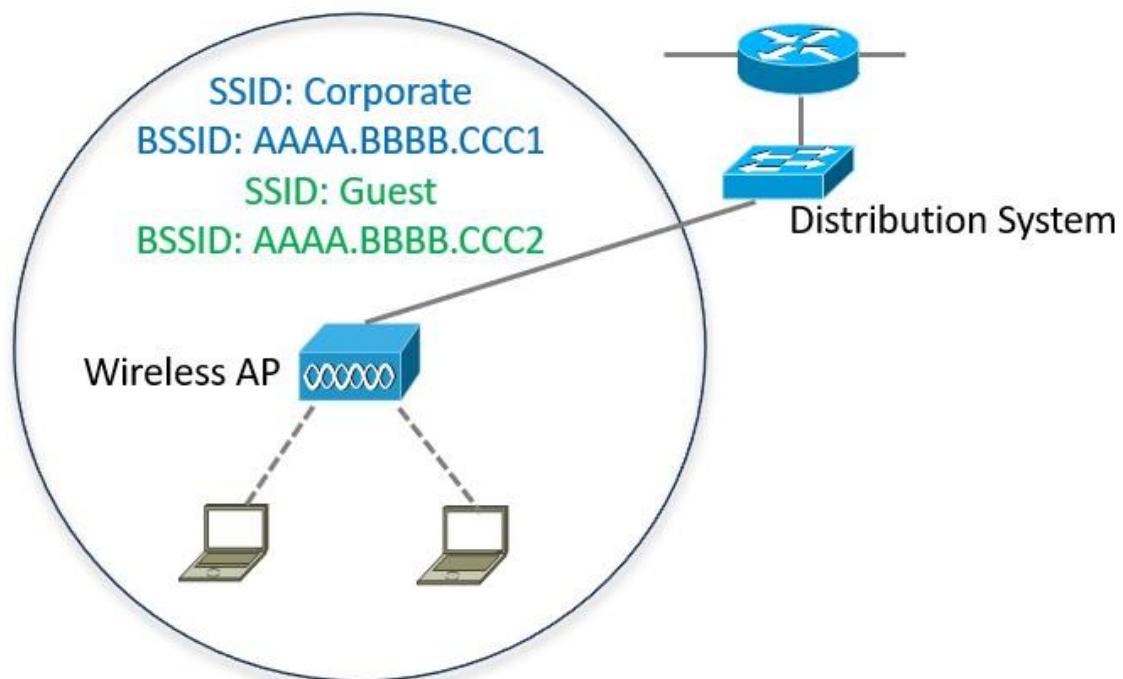 SSID: Corporate
BSSID: AAAA.BBBB.CCC1
SSID: Guest
BSSID: AAAA.BBBB.CCC2
Distribution System
Wireless AP